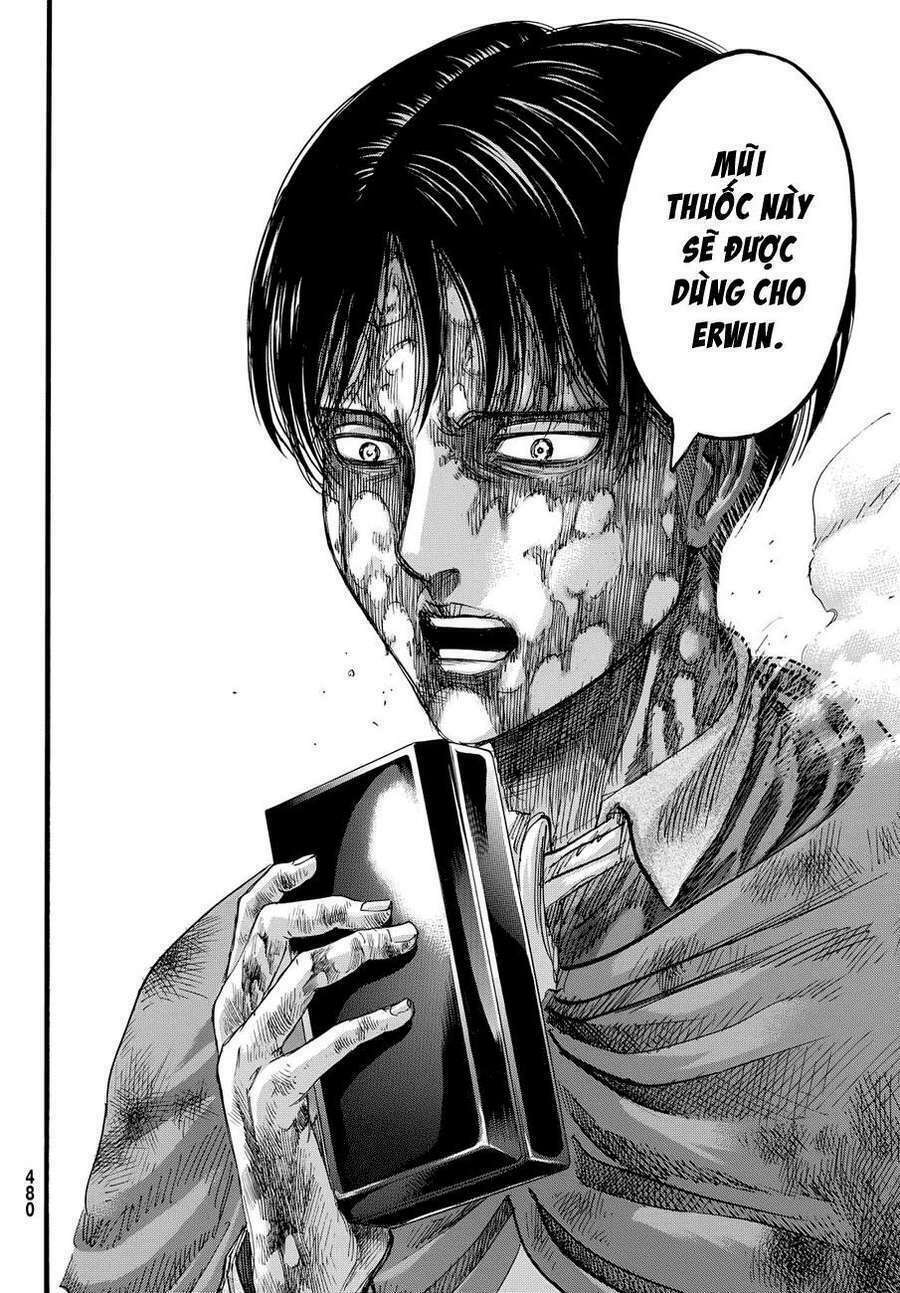 MŨI
THUỐC NÀY
SẼ ĐƯỢC
DÙNG CHO
ERWIN.
480